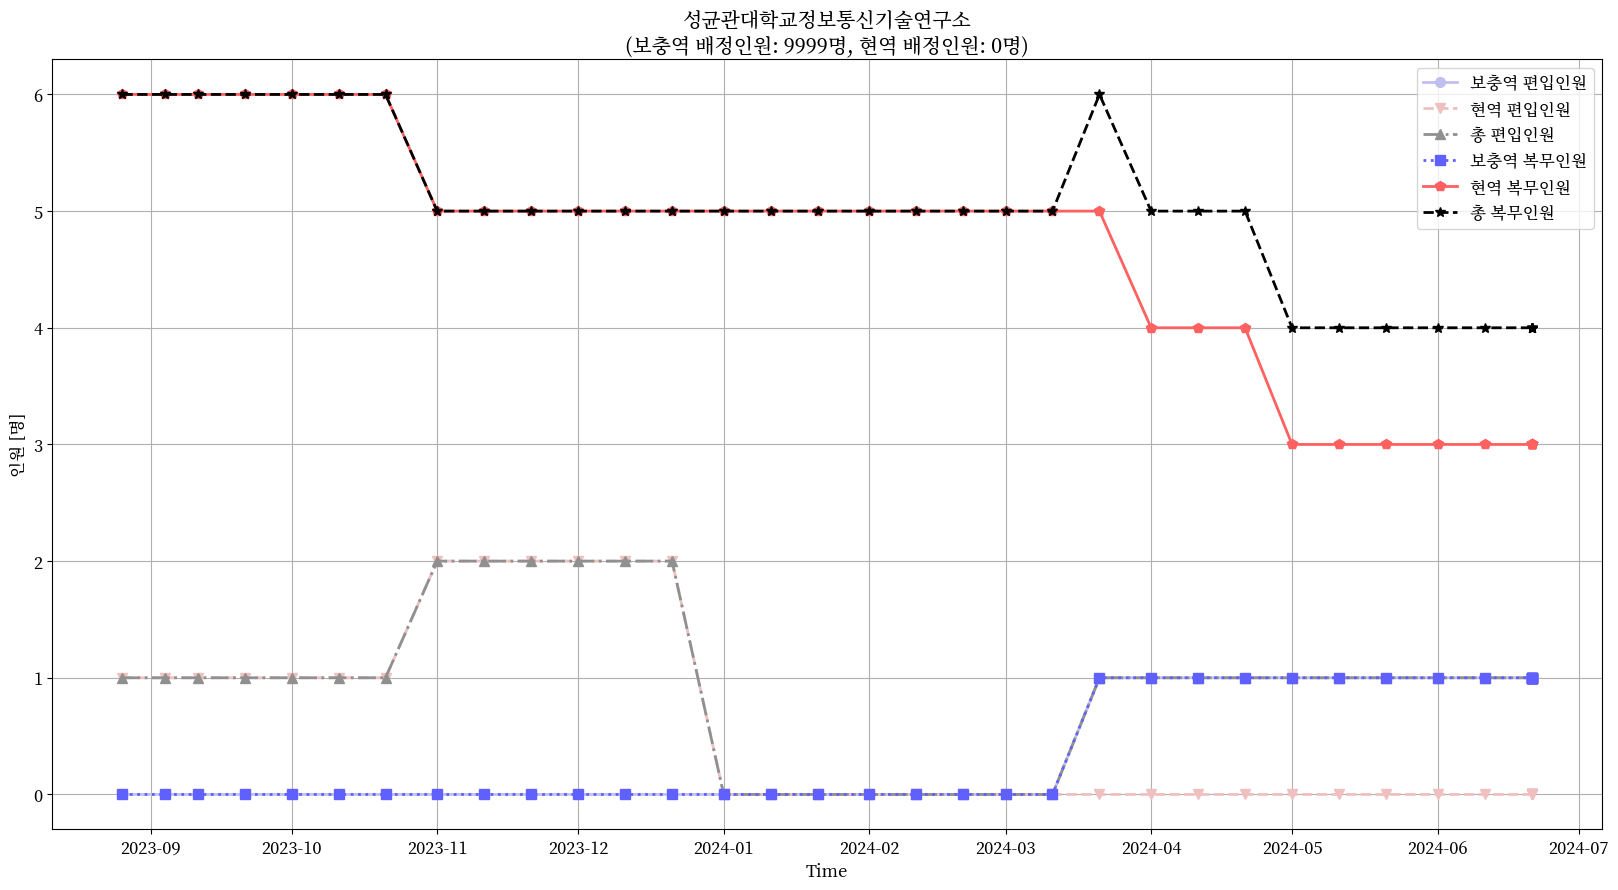 성균관대학교정보통신기술연구소
(보충역 배정인원: 9999명, 현역 배정인원: 0명)
보충역 편입인원
현역 편입인원
총 편입인원
보충역 복무인원
현역 복무인원
총 복무인원
인원 [명]
6
5
4
3
2
1
0
2023-09
2023-10
2023-11
2023-12
2024-01
2024-02
2024-03
2024-04
2024-05
2024-06
2024-07
Time